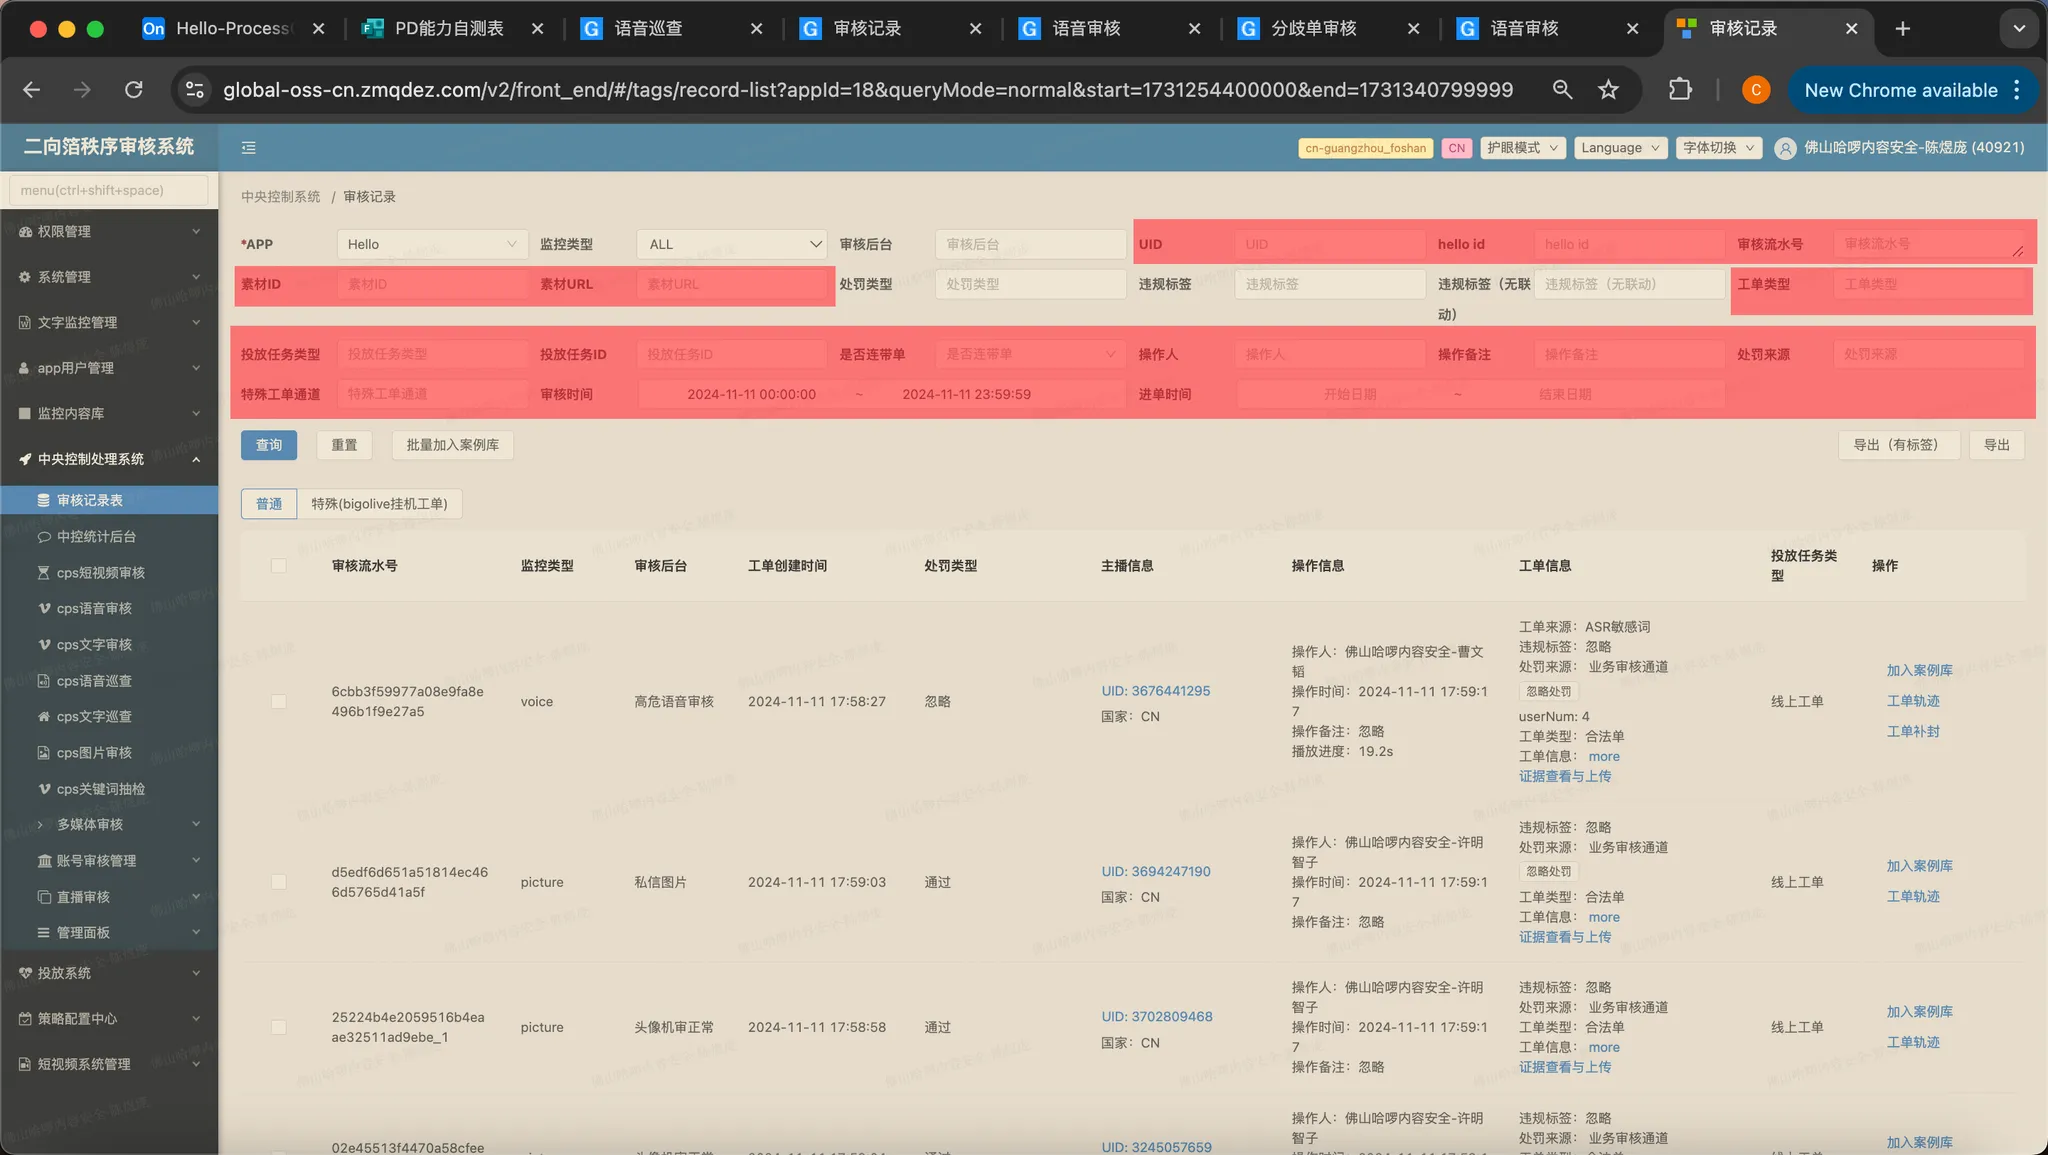 Hello-Process
PD能力自测表
语音巡查
审核记录
语音审核
分歧单审核
语音审核
审核记录
global-oss-cn.zmqdez.com/v2/front_end/#/tags/record-list?appId=18&queryMode=normal&start=1731254400000&end=1731340799999
C
New Chrome available
二向箔秩序审核系统
cn-guangzhou_foshan
CN
护眼模式
Language
字体切换
佛山哈啰内容安全-陈煜庞 (40921)
menu(ctrl+shift+space)
权限管理
系统管理
文字监控管理
app用户管理
监控内容库
中央控制处理系统
审核记录表
中控统计后台
cps短视频审核
cps语音审核
cps文字审核
cps语音巡查
cps文字巡查
cps图片审核
cps关键词抽检
多媒体审核
账号审核管理
直播审核
管理面板
投放系统
策略配置中心
短视频系统管理
中央控制系统 / 审核记录
*APP Hello 监控类型 ALL 审核后台 审核后台 UID UID hello id hello id 审核流水号 审核流水号
素材ID 素材ID 素材URL 素材URL 处罚类型 处罚类型 违规标签 违规标签 违规标签（无联动） 违规标签（无联动） 工单类型 工单类型
投放任务类型 投放任务类型 投放任务ID 投放任务ID 是否连带单 是否连带单 操作人 操作人 操作备注 操作备注 处罚来源 处罚来源
特殊工单通道 特殊工单通道 审核时间 2024-11-11 00:00:00 ~ 2024-11-11 23:59:59 进单时间 开始日期 ~ 结束日期
查询 重置 批量加入案例库 导出（有标签） 导出
普通 特殊(bigolive挂机工单)
审核流水号 监控类型 审核后台 工单创建时间 处罚类型 主播信息 操作信息 工单信息 投放任务类型 操作
6cbb3f59977a08e9fa8e
496b1f9e27a5
voice
高危语音审核
2024-11-11 17:58:27
忽略
UID: 3676441295
国家：CN
操作人：佛山哈啰内容安全-曹文
韬
操作时间：2024-11-11 17:59:1
7
操作备注：忽略
播放进度：19.2s
工单来源：ASR敏感词
违规标签：忽略
处罚来源： 业务审核通道
忽略处罚
userNum: 4
工单类型：合法单
工单信息： more
证据查看与上传
线上工单
加入案例库
工单轨迹
工单补封
d5edf6d651a51814ec46
6d5765d41a5f
picture
私信图片
2024-11-11 17:59:03
通过
UID: 3694247190
国家：CN
操作人：佛山哈啰内容安全-许明
智子
操作时间：2024-11-11 17:59:1
7
操作备注：忽略
违规标签：忽略
处罚来源： 业务审核通道
忽略处罚
工单类型：合法单
工单信息： more
证据查看与上传
线上工单
加入案例库
工单轨迹
25224b4e2059516b4ea
ae32511ad9ebe_1
picture
头像机审正常
2024-11-11 17:58:58
通过
UID: 3702809468
国家：CN
操作人：佛山哈啰内容安全-许明
智子
操作时间：2024-11-11 17:59:1
7
操作备注：忽略
违规标签：忽略
处罚来源： 业务审核通道
工单类型：合法单
工单信息： more
证据查看与上传
线上工单
加入案例库
工单轨迹
02e45513f4470a58cfee
UID: 3245057659
操作人：佛山哈啰内容安全-许明
智子
违规标签：忽略
处罚来源： 业务审核通道
加入案例库